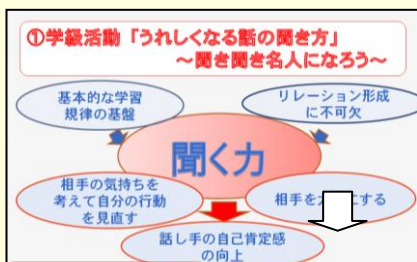 ①学級活動「うれしくなる話の聞き方」
～聞き聞き名人になろう～
基本的な学習
規律の基盤
リレーション形成
に不可欠
聞く力
相手の気持ちを
考えて自分の行動
を見直す
相手を
する
話し手の自己肯定感
の向上